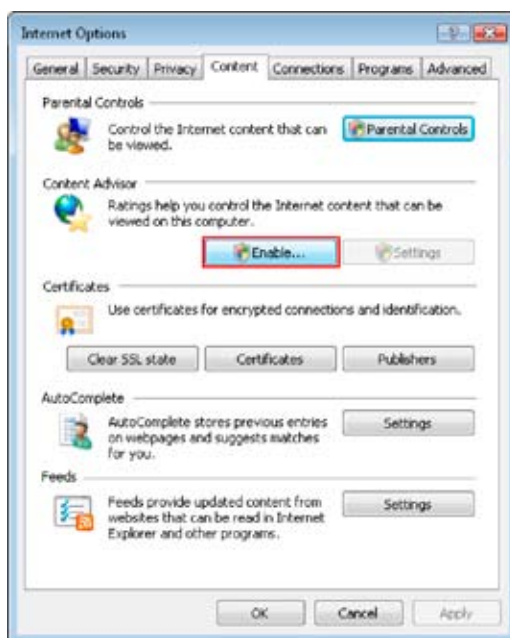 Internet Options
General Security Privacy Content Connections Programs Advanced
Parental Controls
Control the Internet content that can
be viewed.
Parental Controls
Content Advisor
Ratings help you control the Internet content that can be
viewed on this computer.
Enable... Settings
Certificates
Use certificates for encrypted connections and identification.
Clear SSL state Certificates Publishers
AutoComplete
AutoComplete stores previous entries
on webpages and suggests matches
for you.
Settings
Feeds
Feeds provide updated content from
websites that can be read in Internet
Explorer and other programs.
Settings
OK Cancel Apply